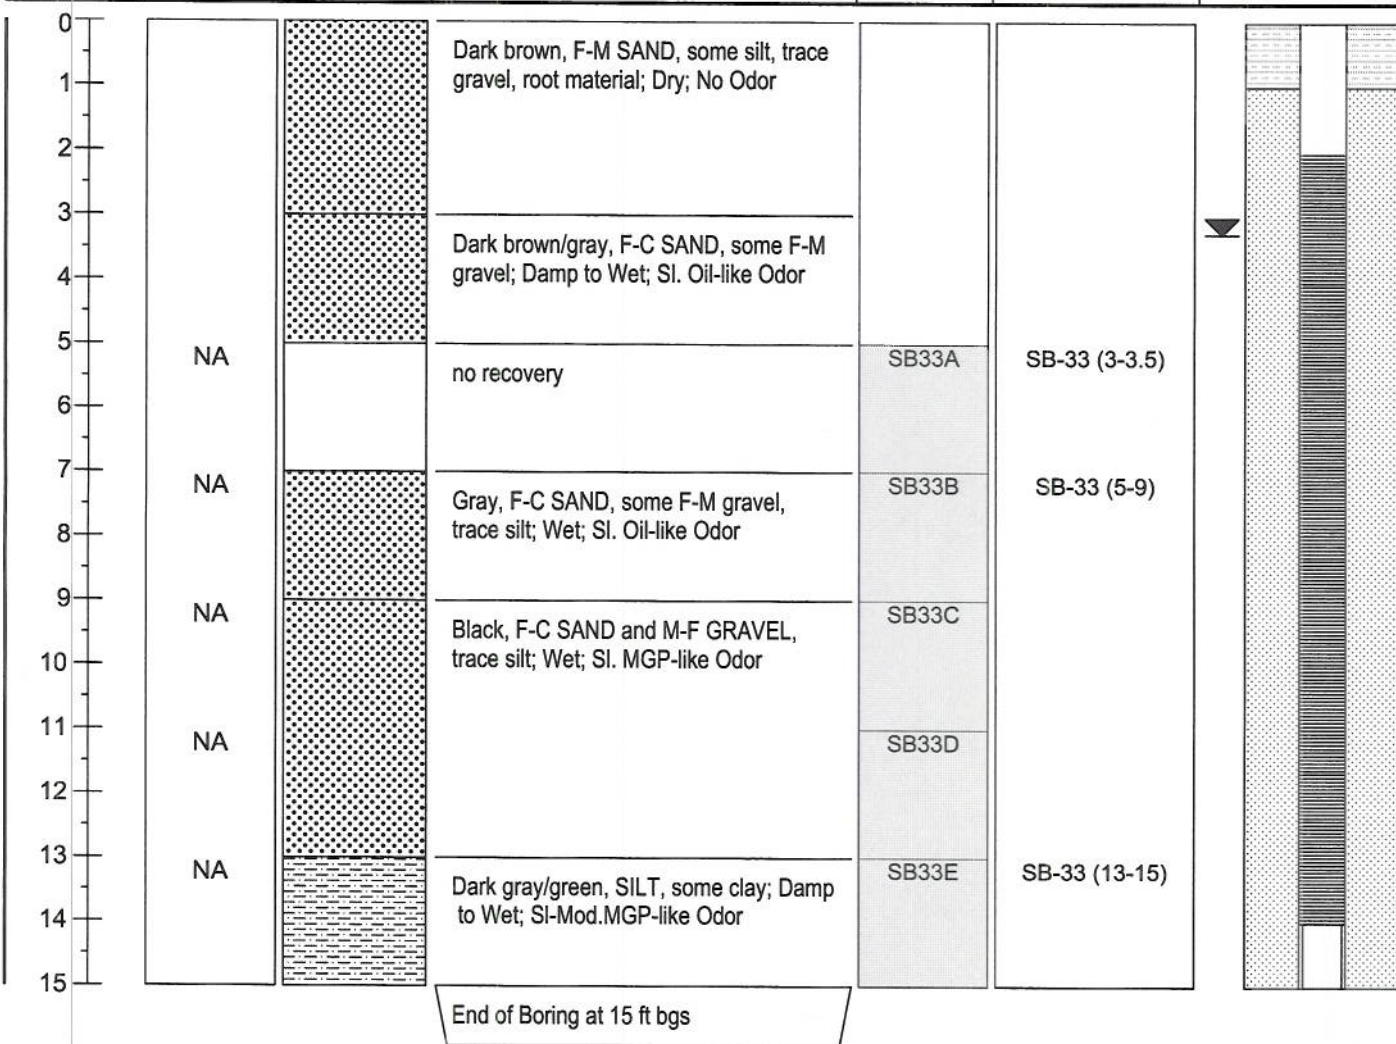 0
Dark brown, F-M SAND, some silt, trace
gravel, root material; Dry; No Odor
1
2
3
Dark brown/gray, F-C SAND, some F-M
gravel; Damp to Wet; Sl. Oil-like Odor
4
5
NA
no recovery
SB33A
SB-33 (3-3.5)
6
7
NA
Gray, F-C SAND, some F-M gravel,
trace silt; Wet; Sl. Oil-like Odor
SB33B
SB-33 (5-9)
8
9
NA
Black, F-C SAND and M-F GRAVEL,
trace silt; Wet; Sl. MGP-like Odor
SB33C
10
11
NA
SB33D
12
13
NA
Dark gray/green, SILT, some clay; Damp
to Wet; Sl-Mod.MGP-like Odor
SB33E
SB-33 (13-15)
14
15
End of Boring at 15 ft bgs